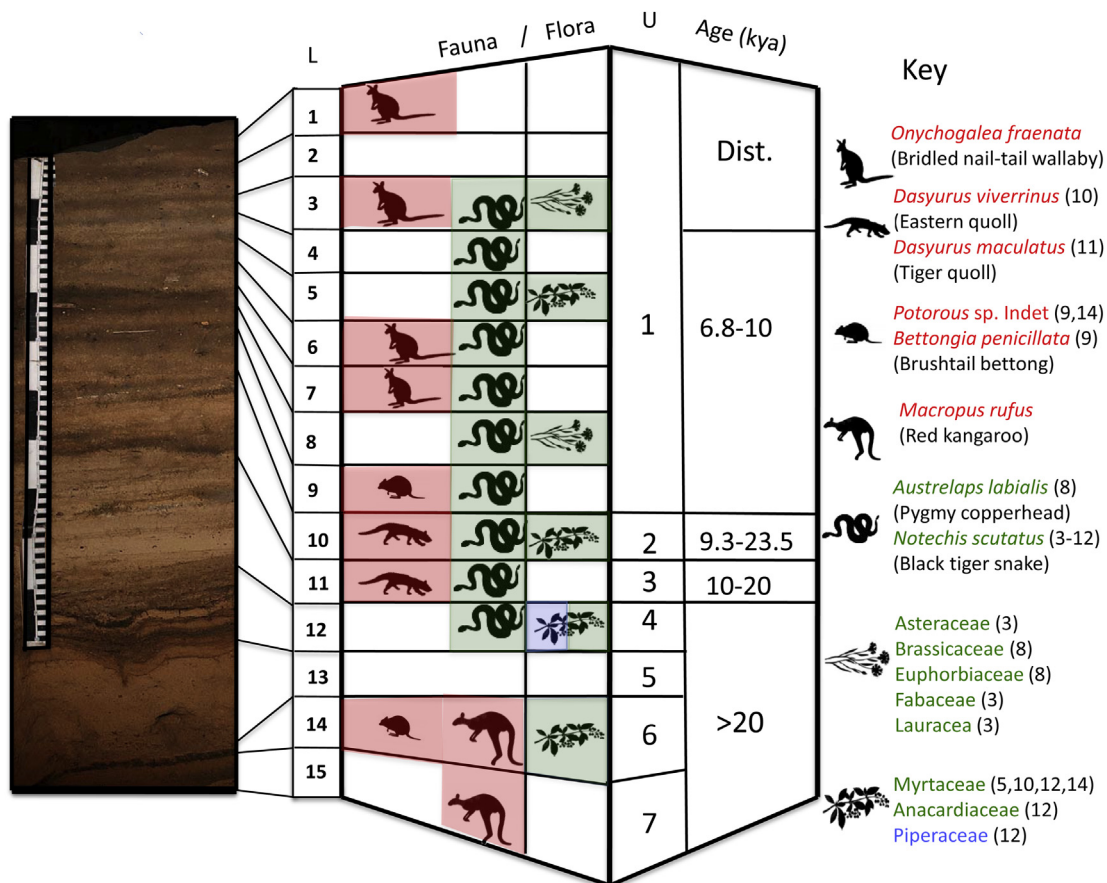 L
Fauna / Flora
U
Age (kya)
Key
1
2
3
4
5
6
7
8
9
10
11
12
13
14
15
1
2
3
4
5
6
7
Dist.
6.8-10
9.3-23.5
10-20
>20
Onychogalea fraenata
(Bridled nail-tail wallaby)
Dasyurus viverrinus (10)
(Eastern quoll)
Dasyurus maculatus (11)
(Tiger quoll)
Potorous sp. Indet (9,14)
Bettongia penicillata (9)
(Brushtail bettong)
Macropus rufus
(Red kangaroo)
Austrelaps labialis (8)
(Pygmy copperhead)
Notechis scutatus (3-12)
(Black tiger snake)
Asteraceae (3)
Brassicaceae (8)
Euphorbiaceae (8)
Fabaceae (3)
Lauracea (3)
Myrtaceae (5,10,12,14)
Anacardiaceae (12)
Piperaceae (12)